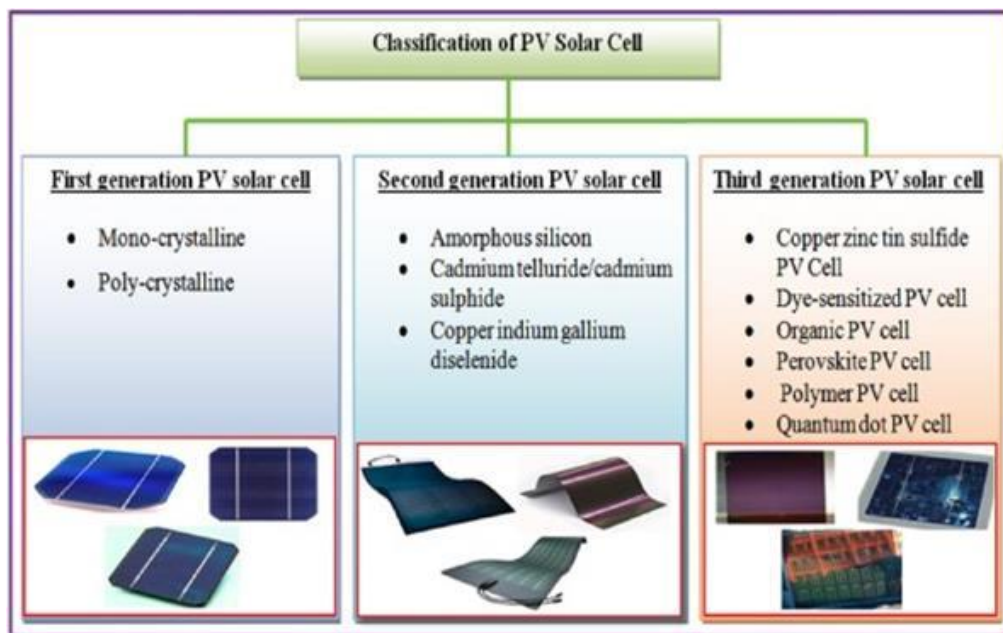 Classification of PV Solar Cell
First generation PV solar cell
• Mono-crystalline
• Poly-crystalline
Second generation PV solar cell
• Amorphous silicon
• Cadmium telluride/cadmium
sulphide
• Copper indium gallium
diselenide
Third generation PV solar cell
• Copper zinc tin sulfide
PV Cell
• Dye-sensitized PV cell
• Organic PV cell
• Perovskite PV cell
• Polymer PV cell
• Quantum dot PV cell